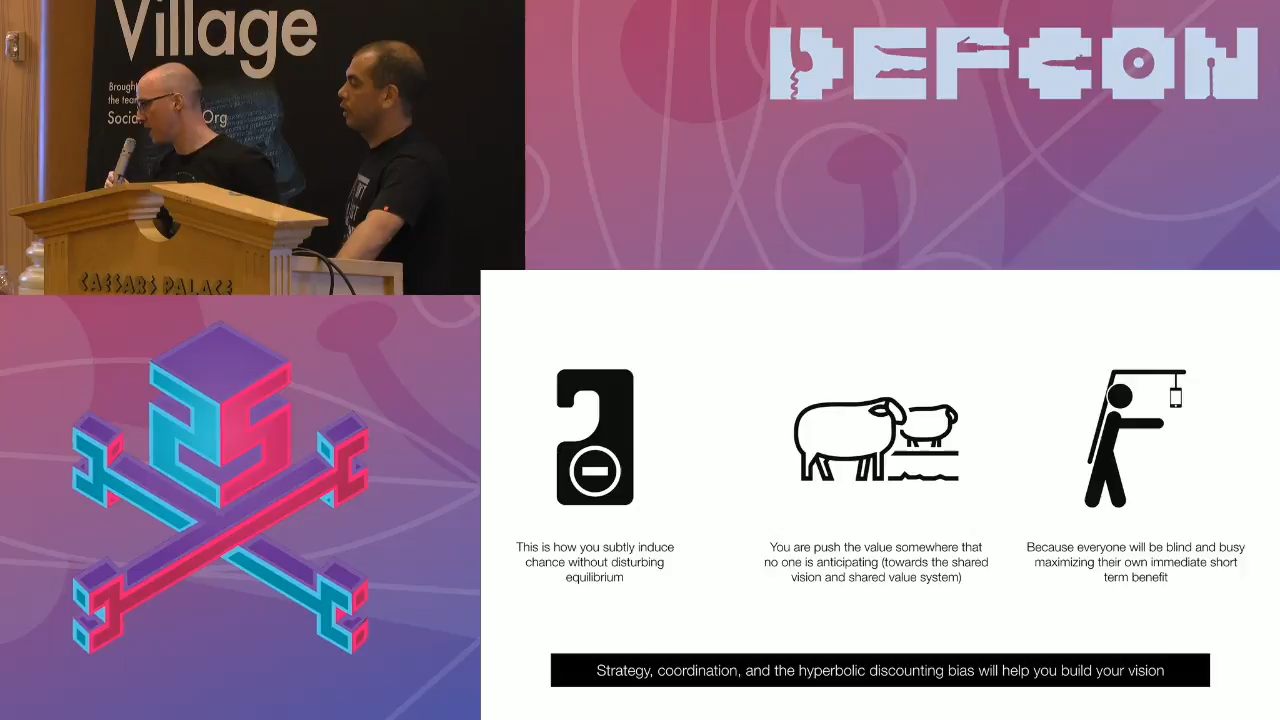 Village
Brought
the tea
Socia
Org
CAESARS PALACE
DEFCON
25
This is how you subtly induce
chance without disturbing
equilibrium
You are push the value somewhere that
no one is anticipating (towards the shared
vision and shared value system)
Because everyone will be blind and busy
maximizing their own immediate short
term benefit
Strategy, coordination, and the hyperbolic discounting bias will help you build your vision